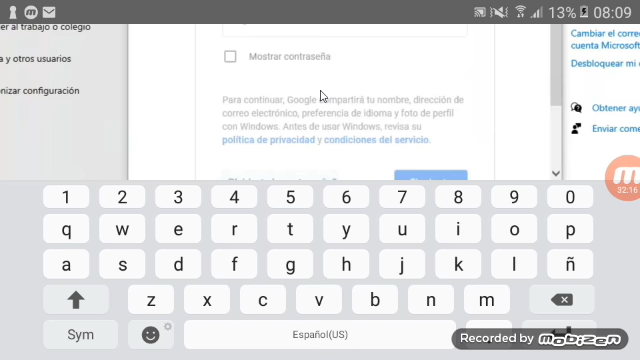 13% 08:09
er al trabajo o colegio
a y otros usuarios
nizar configuración
Mostrar contraseña
Para continuar, Google compartirá tu nombre, dirección de
correo electrónico, preferencia de idioma y foto de perfil
con Windows. Antes de usar Windows, revisa su
política de privacidad y condiciones del servicio.
Cambiar el corre
cuenta Microsoft
Desbloquear mi d
Obtener ayu
Enviar come
32:16
1 2 3 4 5 6 7 8 9 0
q w e r t y u i o p
a s d f g h j k l ñ
z x c v b n m
Sym Español(US)
Recorded by mobizen